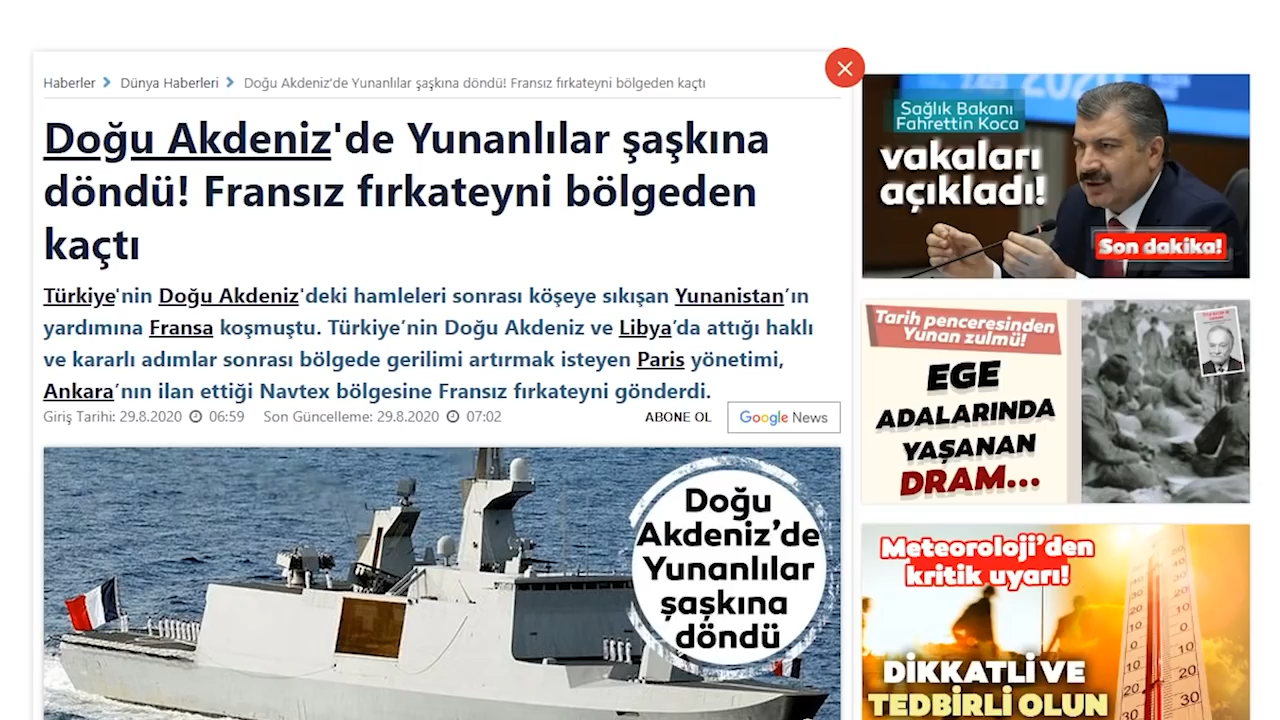 Haberler
Dünya Haberleri
Doğu Akdeniz'de Yunanlılar şaşkına döndü! Fransız fırkateyni bölgeden kaçtı
Doğu Akdeniz'de Yunanlılar şaşkına
döndü! Fransız fırkateyni bölgeden
kaçtı
Türkiye'nin Doğu Akdeniz'deki hamleleri sonrası köşeye sıkışan Yunanistan’ın
yardımına Fransa koşmuştu. Türkiye’nin Doğu Akdeniz ve Libya’da attığı haklı
ve kararlı adımlar sonrası bölgede gerilimi artırmak isteyen Paris yönetimi,
Ankara’nın ilan ettiği Navtex bölgesine Fransız fırkateyni gönderdi.
Giriş Tarihi: 29.8.2020 06:59 Son Güncelleme: 29.8.2020 07:02
ABONE OL
Google News
Doğu
Akdeniz’de
Yunanlılar
şaşkına
döndü
Sağlık Bakanı
Fahrettin Koca
vakaları
açıkladı!
Son dakika!
Tarih penceresinden
Yunan zulmü!
EGE
ADALARINDA
YAŞANAN
DRAM...
Meteoroloji’den
kritik uyarı!
DİKKATLİ VE
TEDBİRLİ OLUN